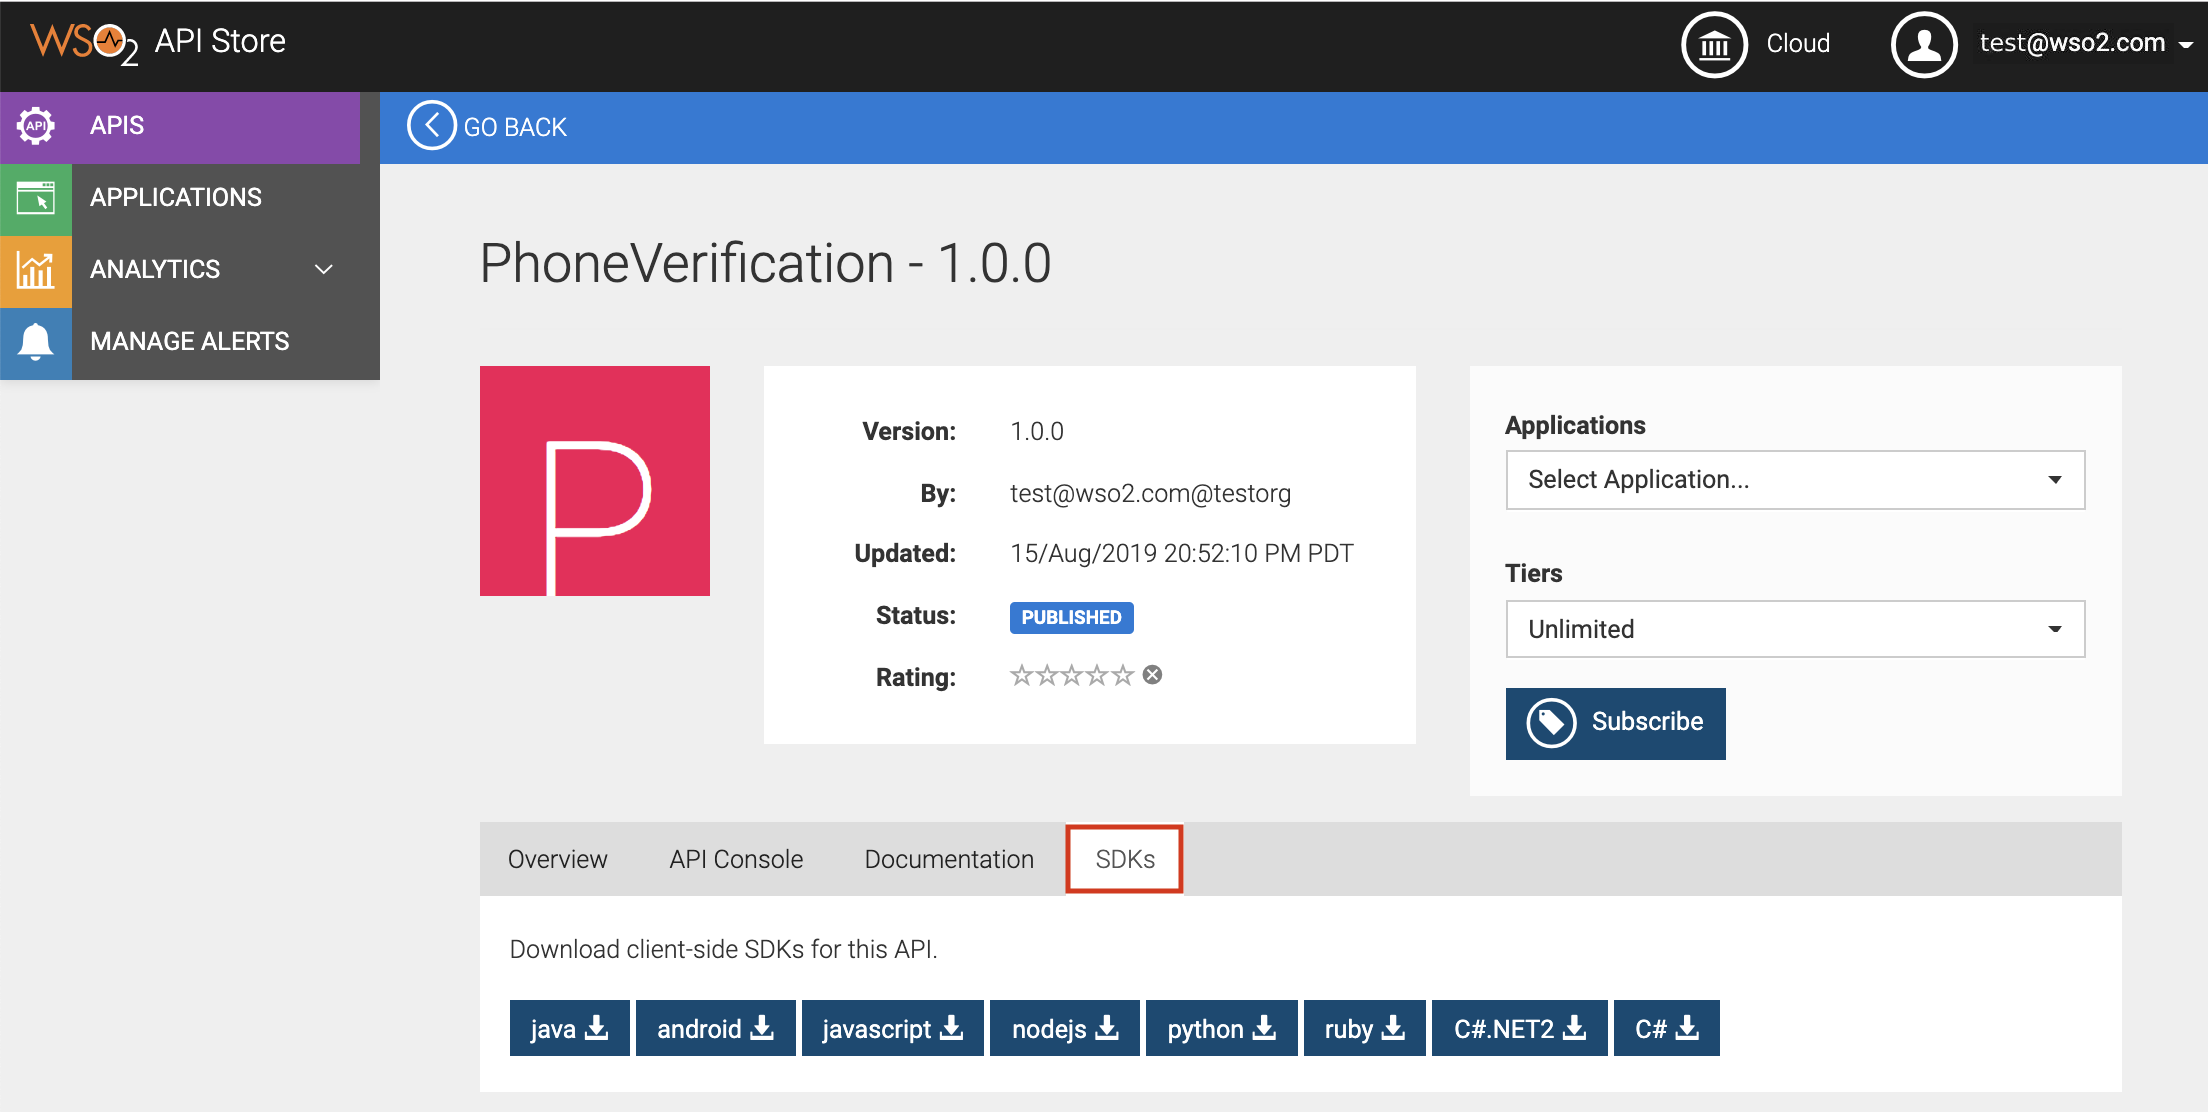 WSO2 API Store
Cloud
test@wso2.com
API
APIS
GO BACK
APPLICATIONS
ANALYTICS
MANAGE ALERTS
PhoneVerification - 1.0.0
P
Version: 1.0.0
By: test@wso2.com@testorg
Updated: 15/Aug/2019 20:52:10 PM PDT
Status: PUBLISHED
Rating:
Applications
Select Application...
Tiers
Unlimited
Subscribe
Overview API Console Documentation SDKs
Download client-side SDKs for this API.
java android javascript nodejs python ruby C#.NET2 C#